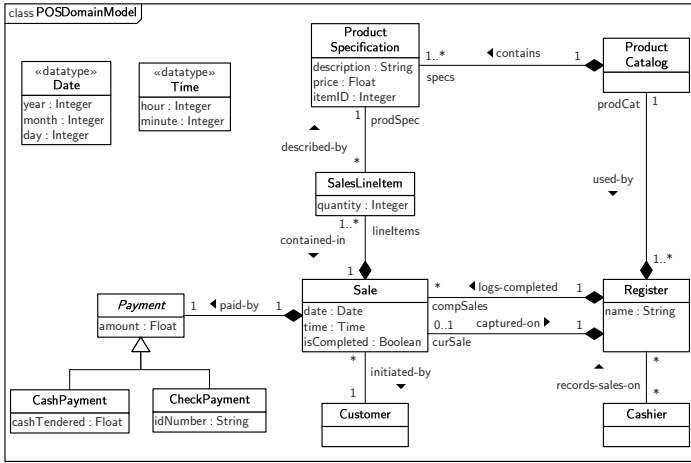 class POSDomainModel
«datatype»
Date
year : Integer
month : Integer
day : Integer
«datatype»
Time
hour : Integer
minute : Integer
Product
Specification
description : String
price : Float
itemID : Integer
1..*
contains
1
specs
Product
Catalog
prodCat
1
1
prodSpec
described-by
*
used-by
SalesLineItem
quantity : Integer
1..*
lineItems
contained-in
1
1..*
Sale
date : Date
time : Time
isCompleted : Boolean
*
logs-completed
1
compSales
0..1
captured-on
1
curSale
Register
name : String
Payment
amount : Float
1
paid-by
1
CashPayment
cashTendered : Float
CheckPayment
idNumber : String
*
initiated-by
1
Customer
*
records-sales-on
*
Cashier